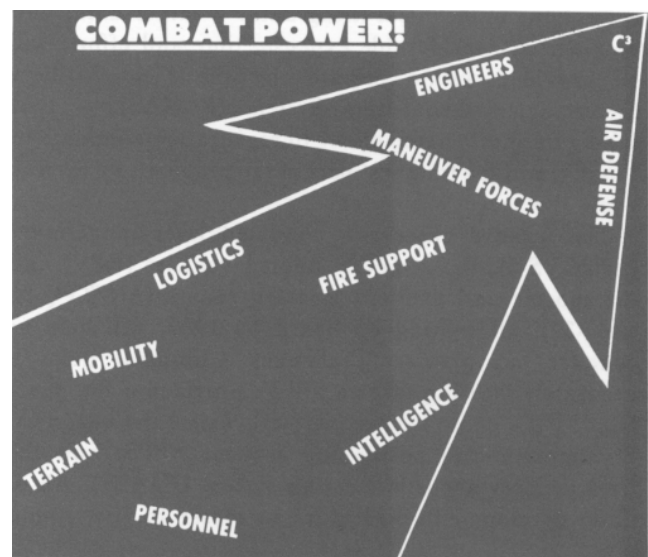 COMBAT POWER!
C³
ENGINEERS
AIR DEFENSE
MANEUVER FORCES
LOGISTICS
FIRE SUPPORT
MOBILITY
INTELLIGENCE
TERRAIN
PERSONNEL